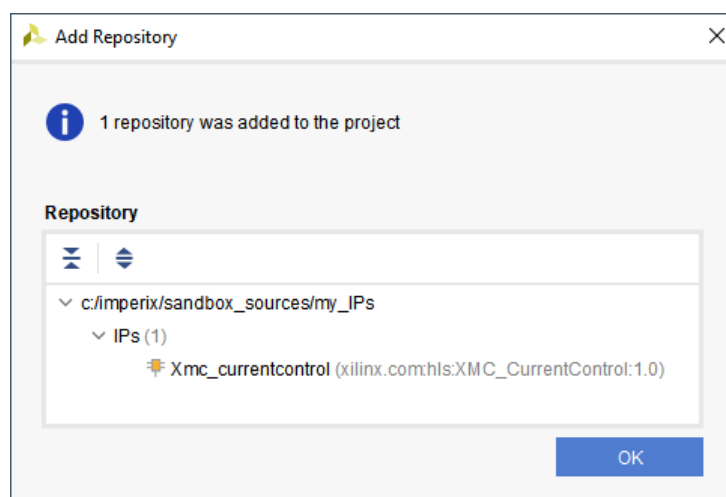 Add Repository
1 repository was added to the project
Repository
c:/imperix/sandbox_sources/my_IPs
IPs (1)
Xmc_currentcontrol (xilinx.com:hls:XMC_CurrentControl:1.0)
OK